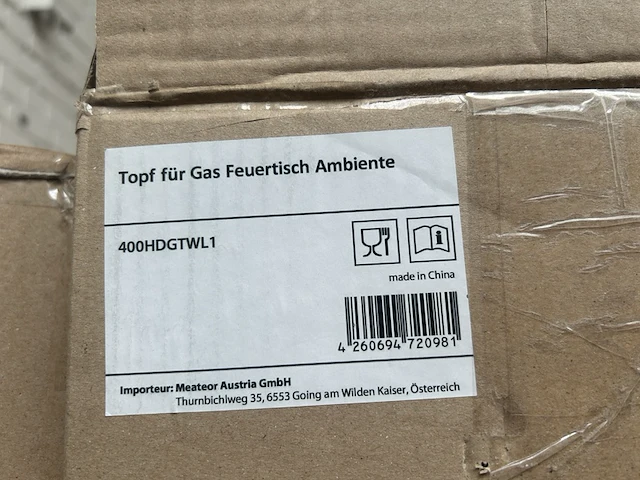 Topf für Gas Feuertisch Ambiente
400HDGTWL1
made in China
4 260694 720981
Importeur: Meateor Austria GmbH
Thurnbichlweg 35, 6553 Going am Wilden Kaiser, Österreich